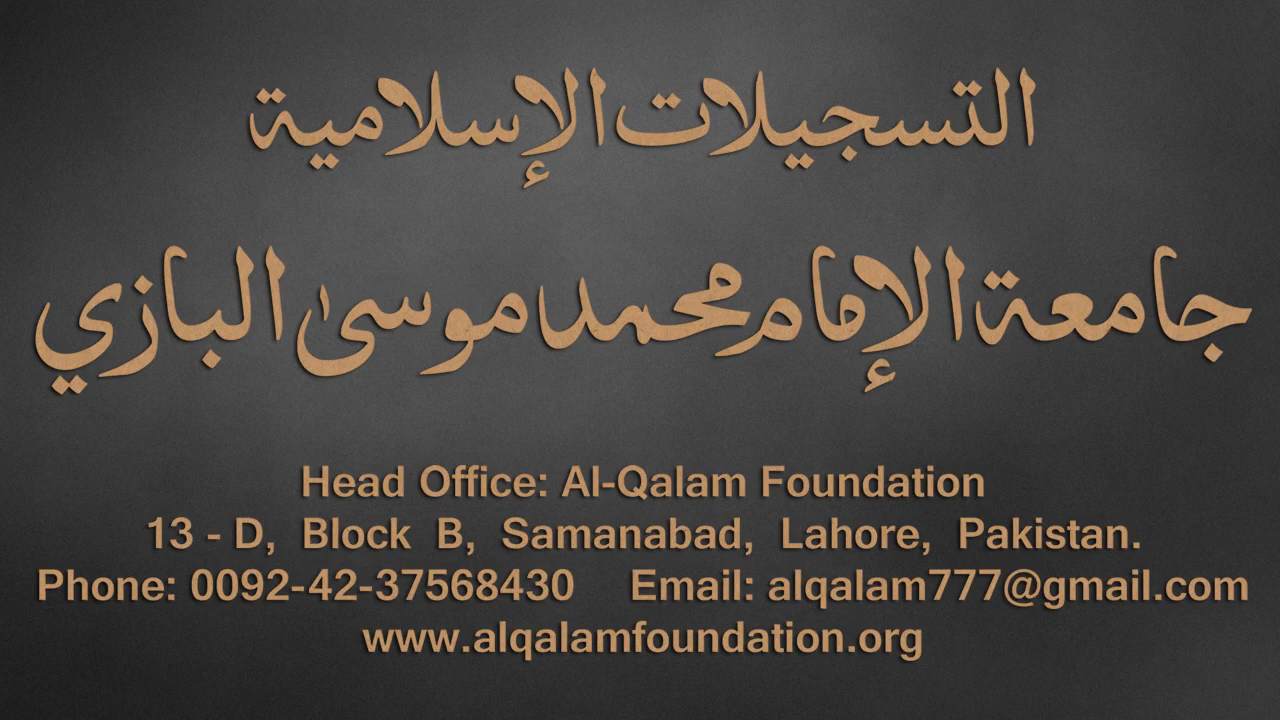 التسجيلات الإسلامية
جامعة الإمام محمد موسىٰ البازي
Head Office: Al-Qalam Foundation
13 - D, Block B, Samanabad, Lahore, Pakistan.
Phone: 0092-42-37568430 Email: alqalam777@gmail.com
www.alqalamfoundation.org